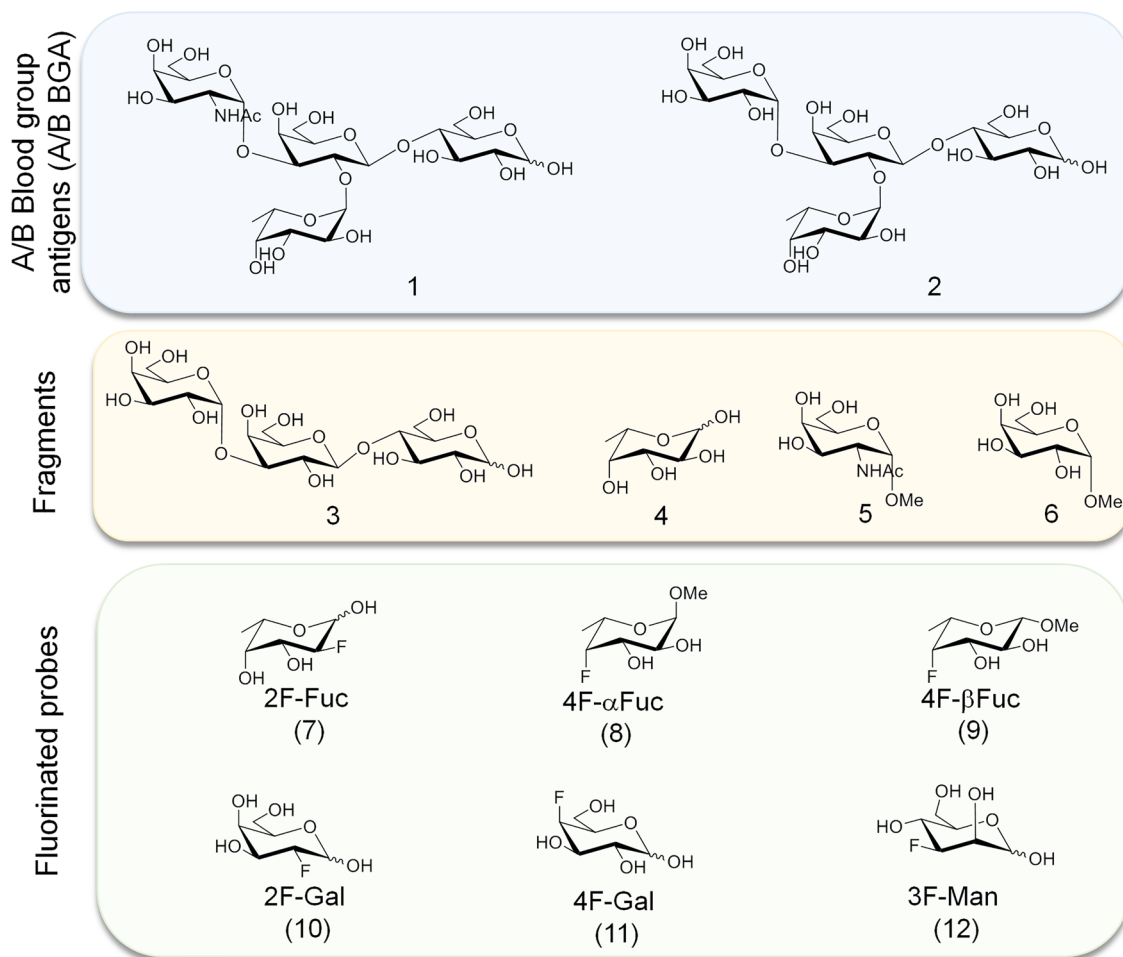 A/B Blood group
antigens (A/B BGA)
OH
OH
O
HO
NHAc
O
OH
OH
O
O
OH
O
HO
OH
OH
O
O
OH
HO
OH
1
OH
OH
O
HO
OH
O
OH
OH
O
O
OH
O
HO
OH
OH
O
O
OH
HO
OH
2
Fragments
OH
OH
O
HO
OH
O
OH
OH
O
OH
O
OH
O
HO
OH
OH
3
OH
O
OH
OH
OH
4
OH
OH
O
HO
NHAc
OMe
5
OH
OH
O
HO
OH
OMe
6
Fluorinated probes
OH
O
F
OH
OH
2F-Fuc
(7)
OMe
O
OH
OH
F
4F-αFuc
(8)
O
OMe
OH
OH
F
4F-βFuc
(9)
OH
OH
O
HO
F
OH
2F-Gal
(10)
F
OH
O
HO
OH
OH
4F-Gal
(11)
OH
OH
HO
O
F
OH
3F-Man
(12)